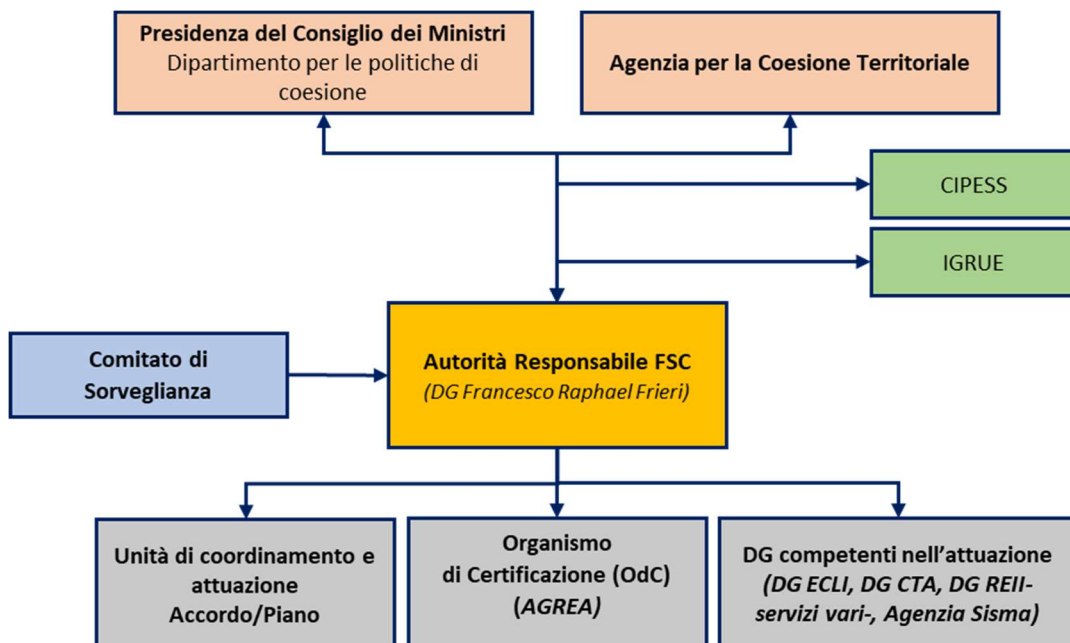 Presidenza del Consiglio dei Ministri
Dipartimento per le politiche di
coesione
Agenzia per la Coesione Territoriale
CIPESS
IGRUE
Comitato di
Sorveglianza
Autorità Responsabile FSC
(DG Francesco Raphael Frieri)
Unità di coordinamento e
attuazione
Accordo/Piano
Organismo
di Certificazione (OdC)
(AGREA)
DG competenti nell'attuazione
(DG ECLI, DG CTA, DG REII-
servizi vari-, Agenzia Sisma)